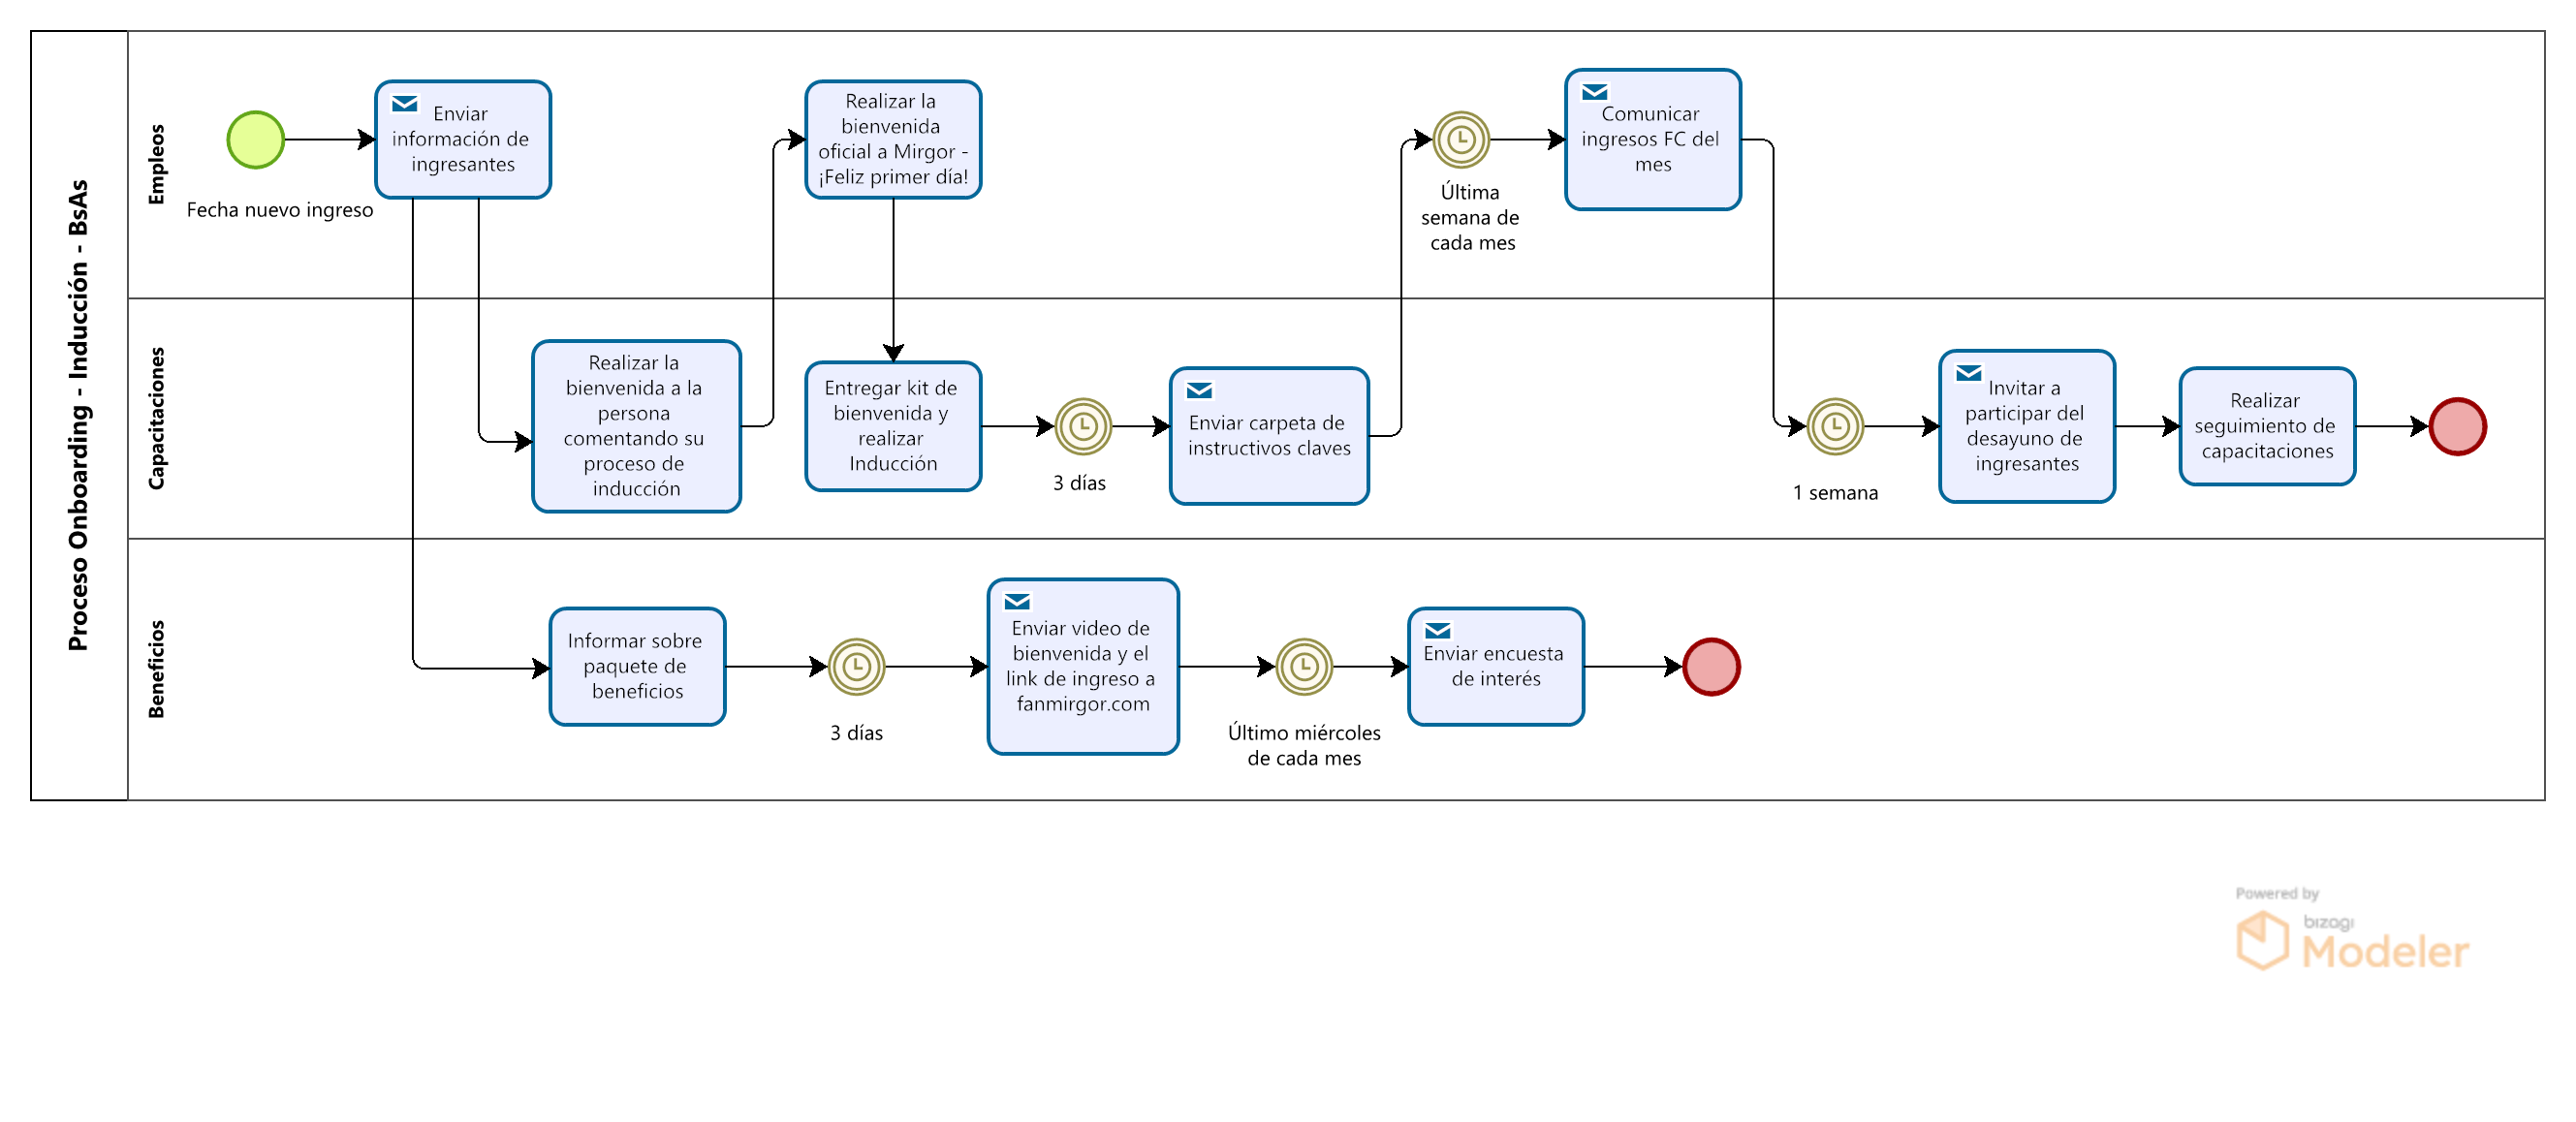 Proceso Onboarding - Inducción - BsAs
Empleos
Fecha nuevo ingreso
Enviar
información de
ingresantes
Realizar la
bienvenida
oficial a Mirgor -
¡Feliz primer día!
Última
semana de
cada mes
Comunicar
ingresos FC del
mes
Capacitaciones
Realizar la
bienvenida a la
persona
comentando su
proceso de
inducción
Entregar kit de
bienvenida y
realizar
Inducción
3 días
Enviar carpeta de
instructivos claves
1 semana
Invitar a
participar del
desayuno de
ingresantes
Realizar
seguimiento de
capacitaciones
Beneficios
Informar sobre
paquete de
beneficios
3 días
Enviar video de
bienvenida y el
link de ingreso a
fanmirgor.com
Último miércoles
de cada mes
Enviar encuesta
de interés
Powered by
bizagi
Modeler